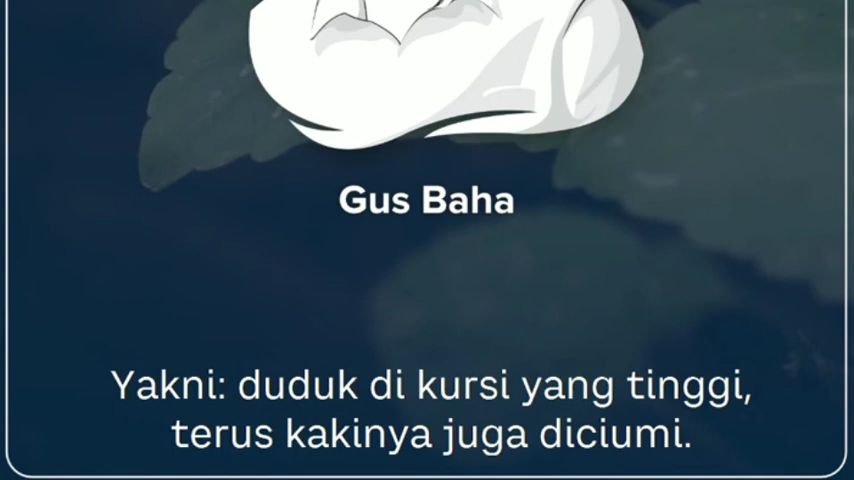 Gus Baha
Yakni: duduk di kursi yang tinggi,
terus kakinya juga diciumi.